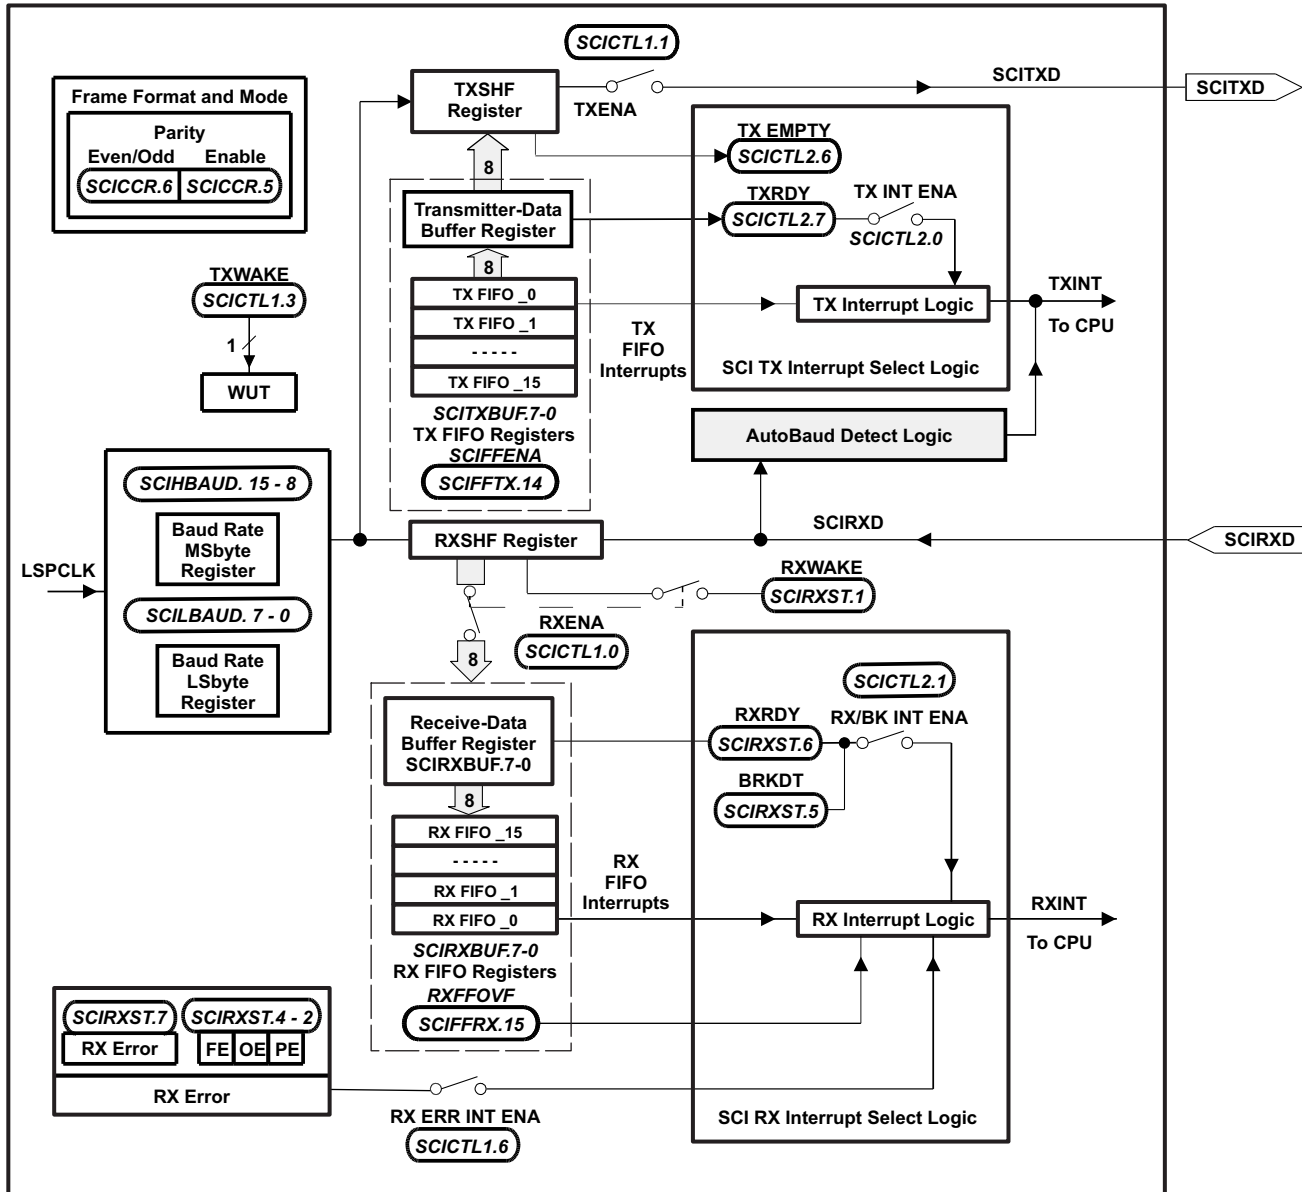 SCICTL1.1
SCITXD
SCITXD
TXSHF
Register
TXENA
Frame Format and Mode
Parity
Even/Odd Enable
SCICCR.6 SCICCR.5
TX EMPTY
SCICTL2.6
8
TXRDY
SCICTL2.7
TX INT ENA
SCICTL2.0
Transmitter-Data
Buffer Register
8
TXWAKE
SCICTL1.3
1
WUT
TX FIFO _0
TX FIFO _1
- - - - -
TX FIFO _15
TX
FIFO
Interrupts
TX Interrupt Logic
TXINT
To CPU
SCI TX Interrupt Select Logic
SCITXBUF.7-0
TX FIFO Registers
SCIFFENA
SCIFFTX.14
AutoBaud Detect Logic
SCIHBAUD. 15 - 8
Baud Rate
MSbyte
Register
LSPCLK
SCILBAUD. 7 - 0
Baud Rate
LSbyte
Register
RXSHF Register
SCIRXD
SCIRXD
RXWAKE
SCIRXST.1
RXENA
SCICTL1.0
8
SCICTL2.1
RX/BK INT ENA
RXRDY
SCIRXST.6
BRKDT
SCIRXST.5
Receive-Data
Buffer Register
SCIRXBUF.7-0
8
RX FIFO _15
- - - - -
RX FIFO _1
RX FIFO _0
RX
FIFO
Interrupts
RX Interrupt Logic
RXINT
To CPU
SCIRXBUF.7-0
RX FIFO Registers
RXFFOVF
SCIFFRX.15
SCIRXST.7 SCIRXST.4 - 2
RX Error FE OE PE
RX Error
RX ERR INT ENA
SCICTL1.6
SCI RX Interrupt Select Logic